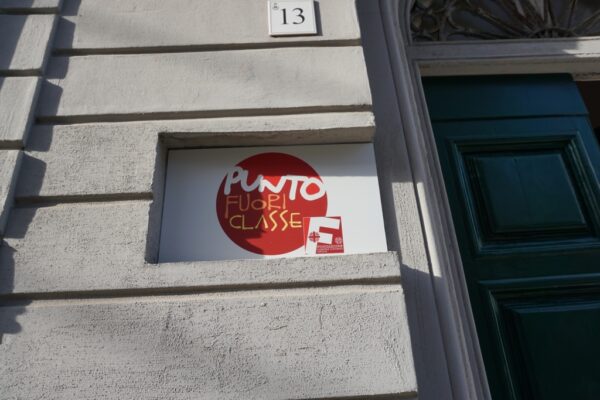 13
PUNTO
FUORI
CLASSE
F